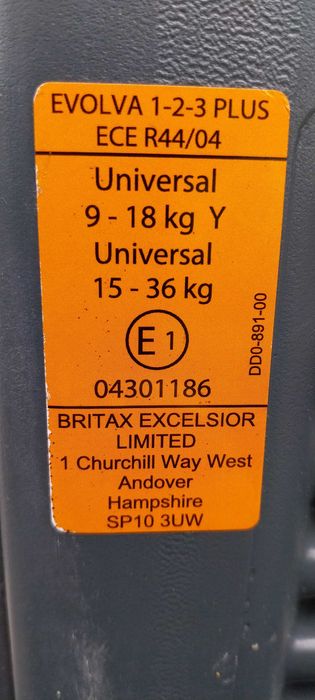 EVOLVA 1-2-3 PLUS
ECE R44/04
Universal
9 - 18 kg Y
Universal
15 - 36 kg
E 1
DD0-891-00
04301186
BRITAX EXCELSIOR
LIMITED
1 Churchill Way West
Andover
Hampshire
SP10 3UW